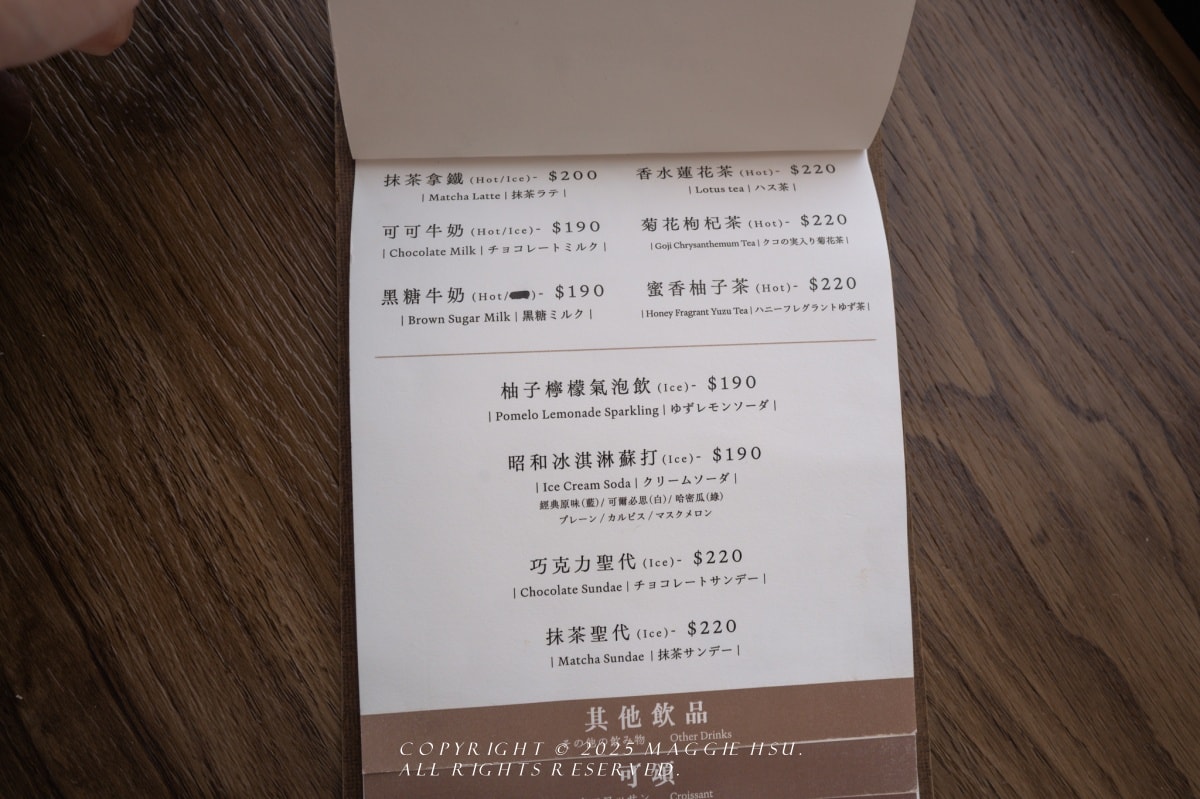 抹茶拿鐵 (Hot/Ice)- $200
| Matcha Latte | 抹茶ラテ |
可可牛奶 (Hot/Ice)- $190
| Chocolate Milk | チョコレートミルク |
黑糖牛奶 (Hot/ )- $190
| Brown Sugar Milk | 黒糖ミルク |
香水蓮花茶 (Hot)- $220
| Lotus tea | ハス茶 |
菊花枸杞茶 (Hot)- $220
| Goji Chrysanthemum Tea | クコの実入り菊花茶 |
蜜香柚子茶 (Hot)- $220
| Honey Fragrant Yuzu Tea | ハニーフレグラントゆず茶 |
柚子檸檬氣泡飲 (Ice)- $190
| Pomelo Lemonade Sparkling | ゆずレモンソーダ |
昭和冰淇淋蘇打 (Ice)- $190
| Ice Cream Soda | クリームソーダ |
經典原味(藍) / 可爾必思(白) / 哈密瓜(綠)
プレーン / カルピス / マスクメロン
巧克力聖代 (Ice)- $220
| Chocolate Sundae | チョコレートサンデー |
抹茶聖代 (Ice)- $220
| Matcha Sundae | 抹茶サンデー |
其他飲品
その他の飲み物 Other Drinks
可頌
Croissant
COPYRIGHT © 2025 MAGGIE HSU.
ALL RIGHTS RESERVED.